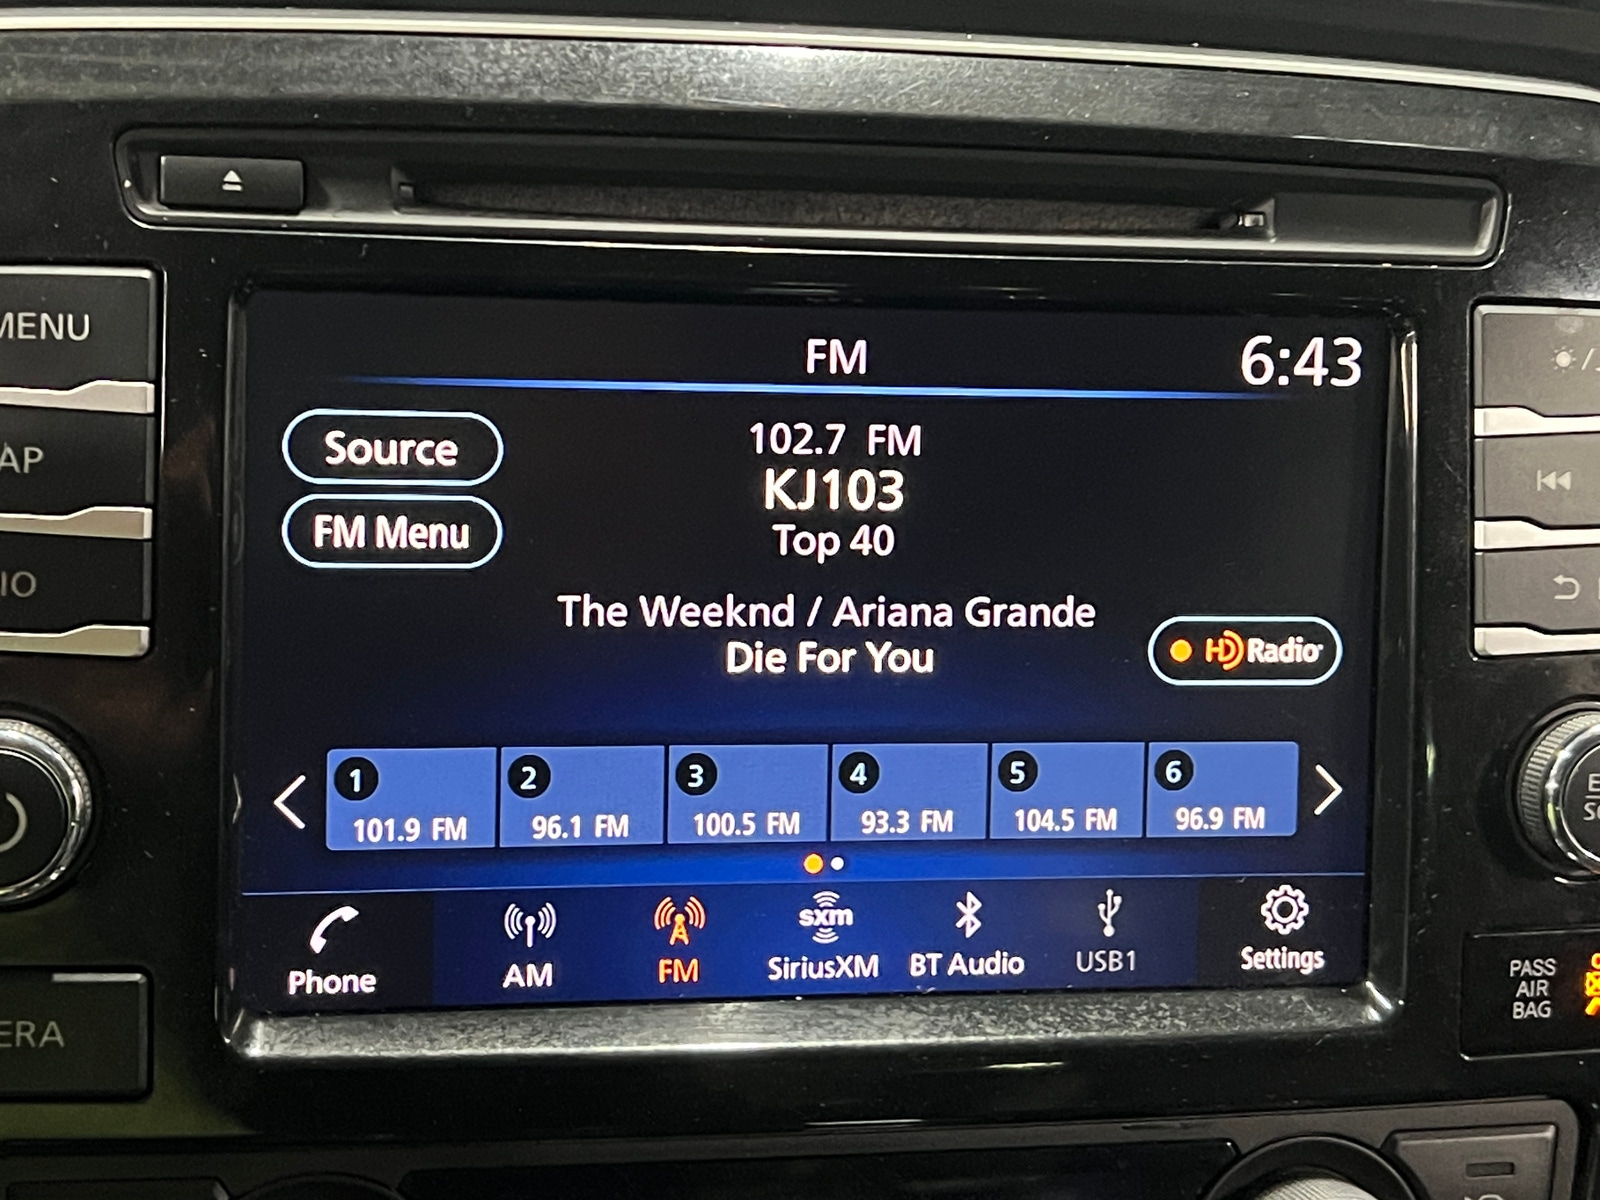 MENU
AP
IO
ERA
FM
6:43
Source
FM Menu
102.7 FM
KJ103
Top 40
The Weeknd / Ariana Grande
Die For You
HD Radio
1
2
3
4
5
6
101.9 FM
96.1 FM
100.5 FM
93.3 FM
104.5 FM
96.9 FM
Phone
AM
FM
sxm
SiriusXM
BT Audio
USB1
Settings
PASS
AIR
BAG